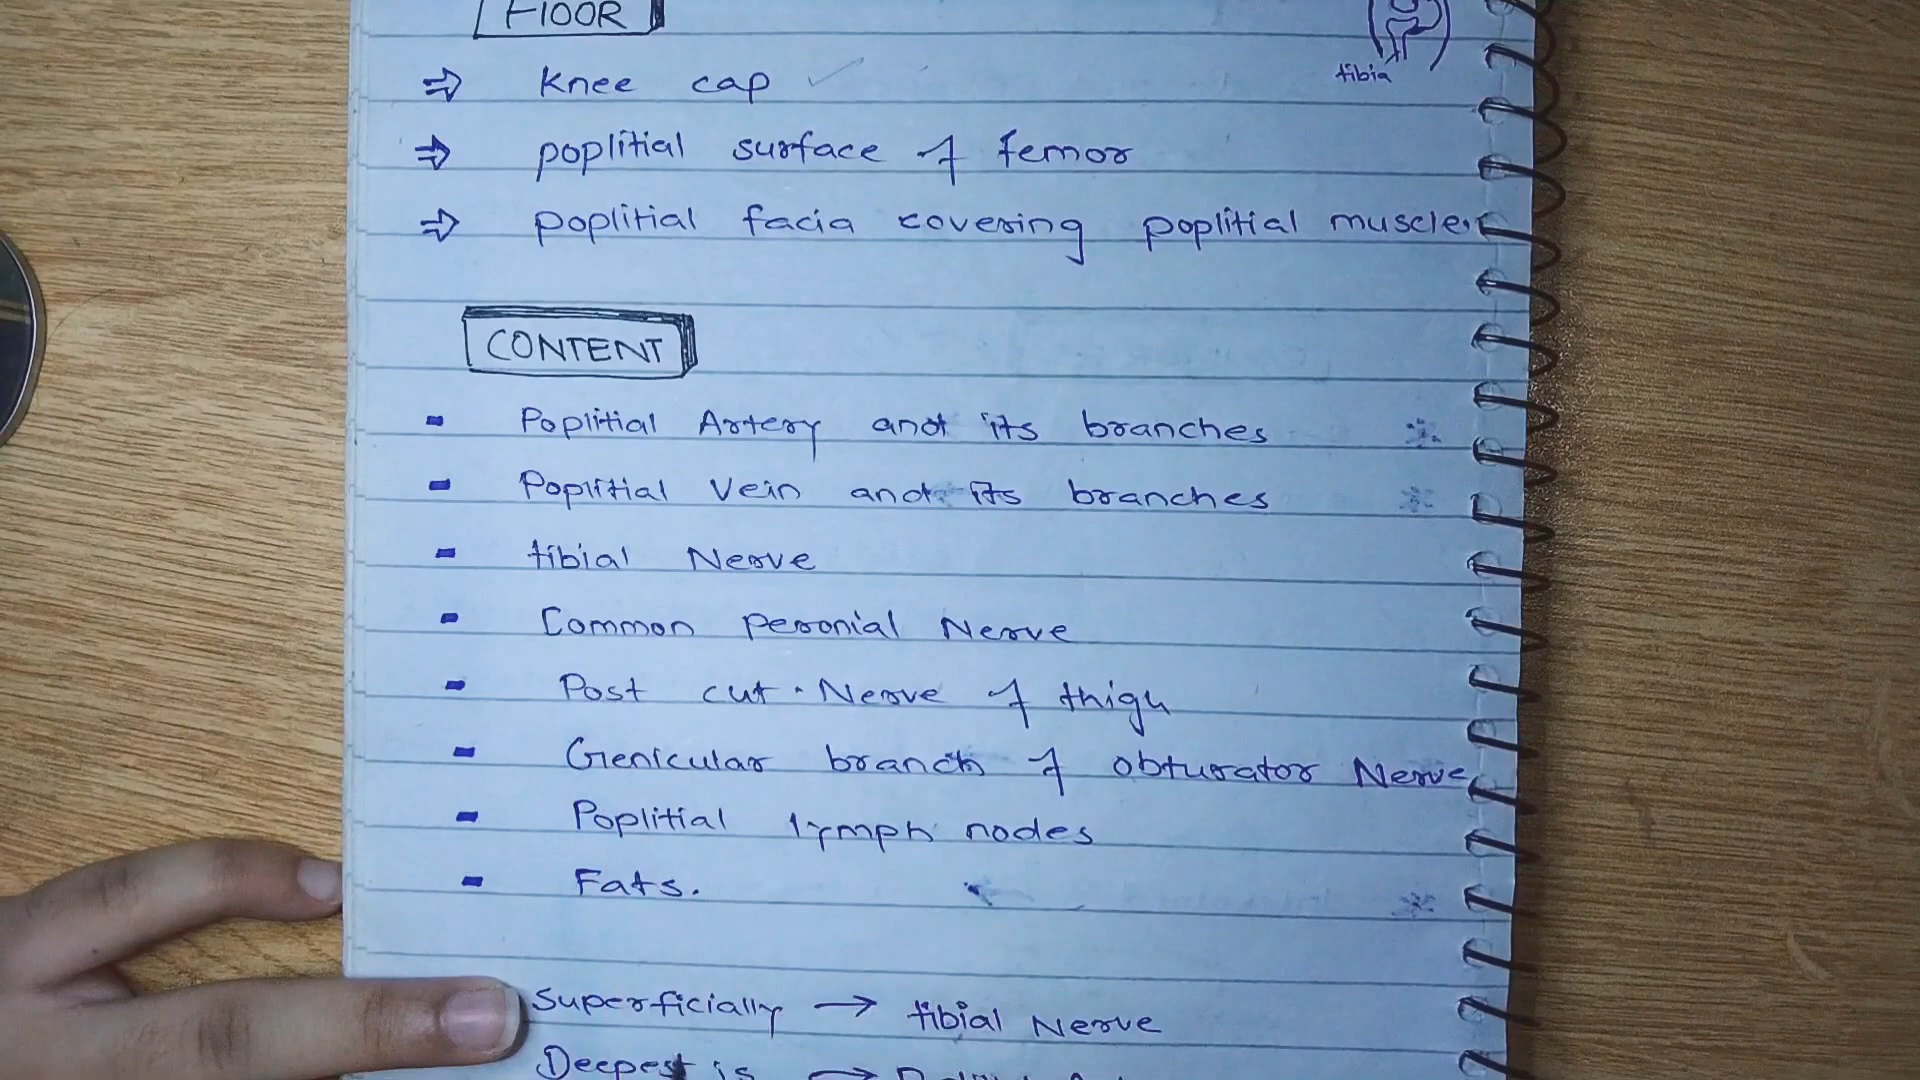 FlOOR
tibia
⇒ Knee cap ✓
⇒ poplitial surface of femor
⇒ poplitial facia covering poplitial muscles
CONTENT
- Poplitial Artery and its branches
- Poplitial Vein and its branches
- tibial Nerve
- Common peronial Nerve
- Post cut. Nerve of thigh
- Genicular branch of obturator Nerve
- Poplitial lymph nodes
- Fats.
Superficially → tibial Nerve
Deepest is →